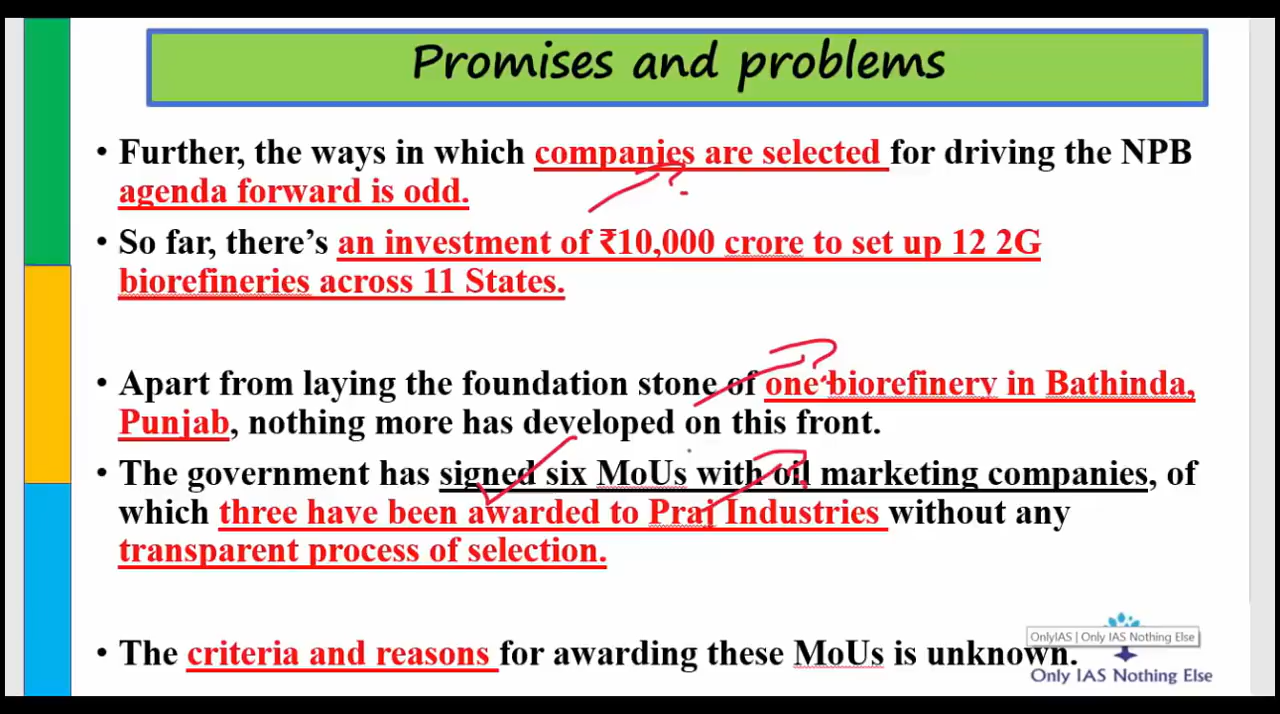 Promises and problems
• Further, the ways in which companies are selected for driving the NPB
agenda forward is odd.
• So far, there's an investment of ₹10,000 crore to set up 12 2G
biorefineries across 11 States.
• Apart from laying the foundation stone of one biorefinery in Bathinda,
Punjab, nothing more has developed on this front.
• The government has signed six MoUs with oil marketing companies, of
which three have been awarded to Praj Industries without any
transparent process of selection.
• The criteria and reasons for awarding these MoUs is unknown.
OnlyIAS | Only IAS Nothing Else
Only IAS Nothing Else